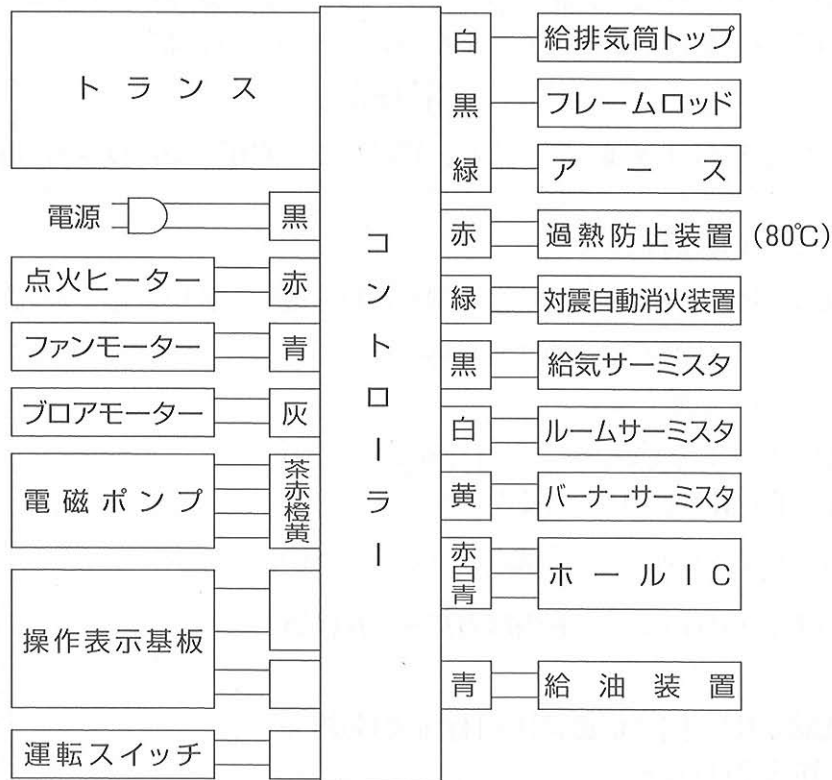 トランス
電源
黒
点火ヒーター
赤
ファンモーター
青
ブロアモーター
灰
電磁ポンプ
茶
赤
橙
黄
操作表示基板
運転スイッチ
コントローラー
白
給排気筒トップ
黒
フレームロッド
緑
アース
赤
過熱防止装置 (80℃)
緑
対震自動消火装置
黒
給気サーミスタ
白
ルームサーミスタ
黄
バーナーサーミスタ
赤
白
青
ホールIC
青
給油装置